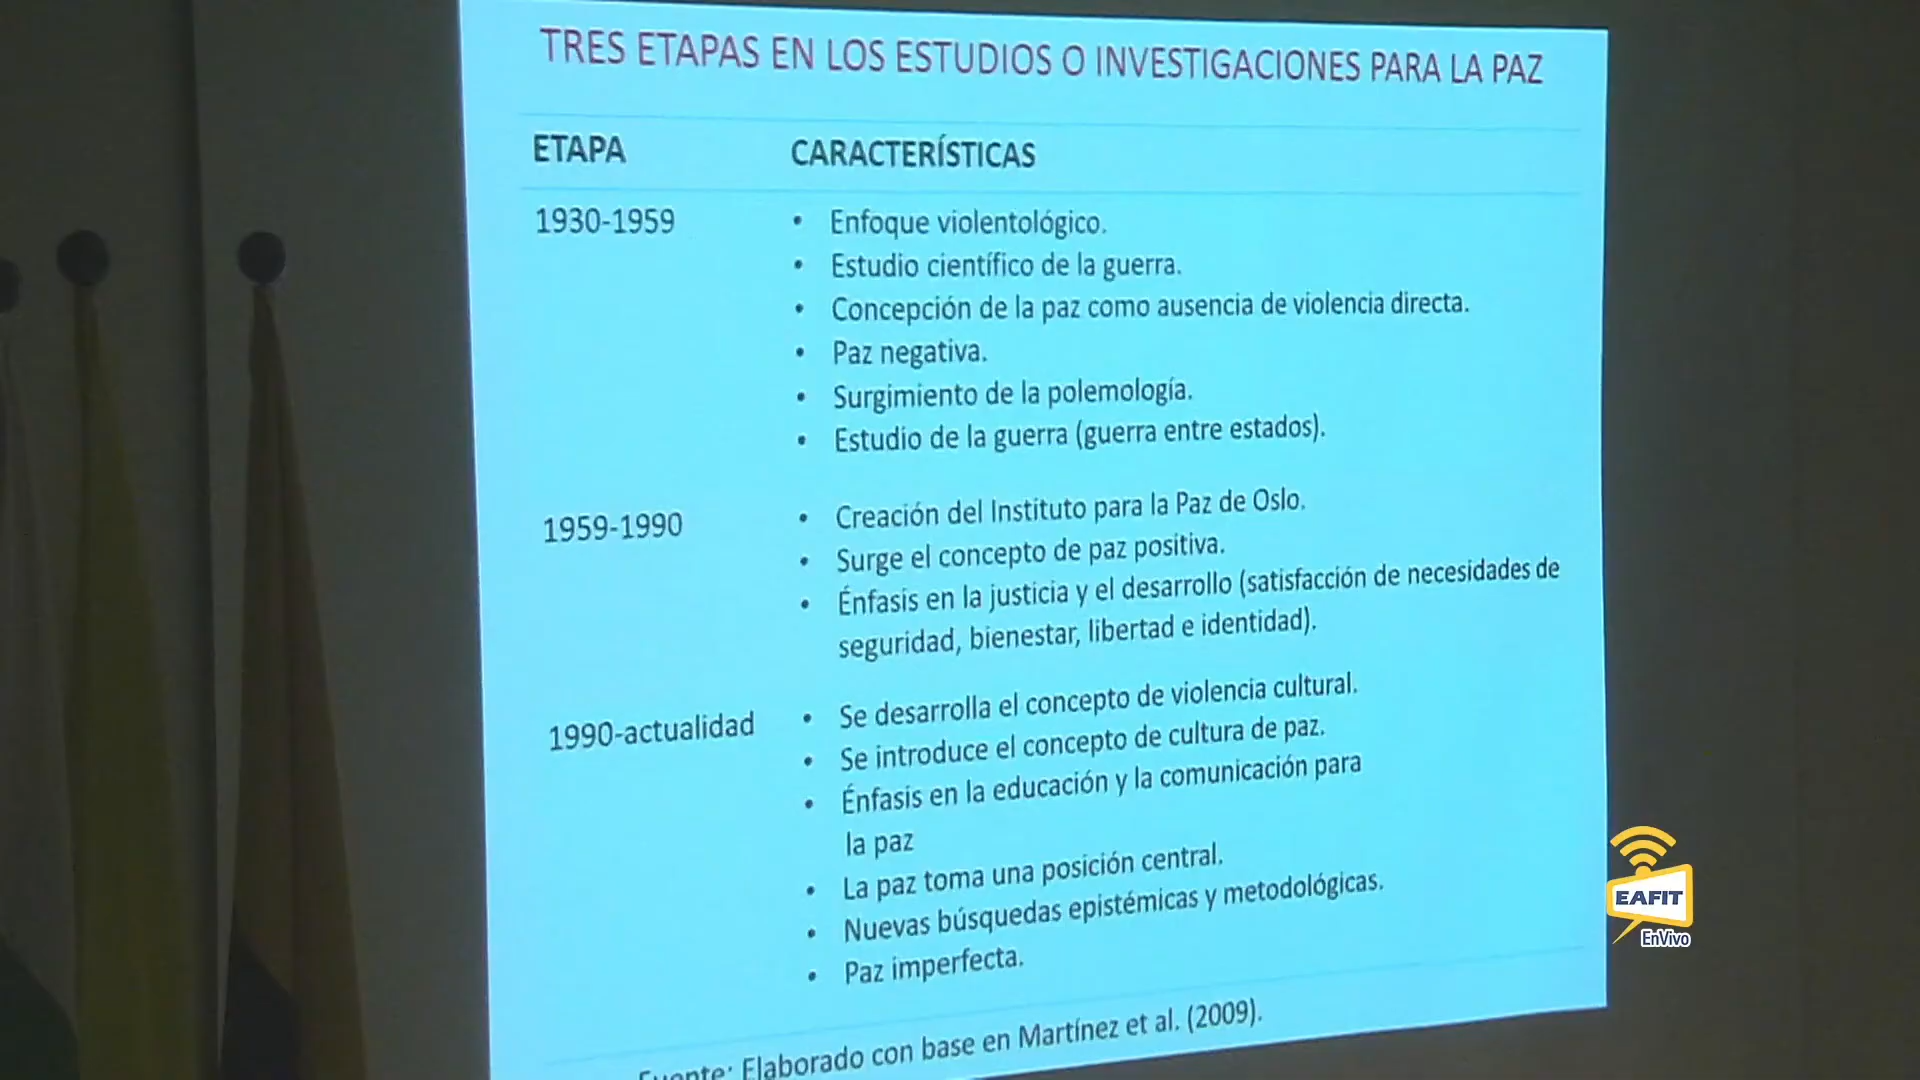 TRES ETAPAS EN LOS ESTUDIOS O INVESTIGACIONES PARA LA PAZ
ETAPA CARACTERÍSTICAS
1930-1959 • Enfoque violentológico.
• Estudio científico de la guerra.
• Concepción de la paz como ausencia de violencia directa.
• Paz negativa.
• Surgimiento de la polemología.
• Estudio de la guerra (guerra entre estados).
1959-1990 • Creación del Instituto para la Paz de Oslo.
• Surge el concepto de paz positiva.
• Énfasis en la justicia y el desarrollo (satisfacción de necesidades de
seguridad, bienestar, libertad e identidad).
1990-actualidad • Se desarrolla el concepto de violencia cultural.
• Se introduce el concepto de cultura de paz.
• Énfasis en la educación y la comunicación para
la paz
• La paz toma una posición central.
• Nuevas búsquedas epistémicas y metodológicas.
• Paz imperfecta.
Fuente: Elaborado con base en Martínez et al. (2009).
EAFIT
EnVivo